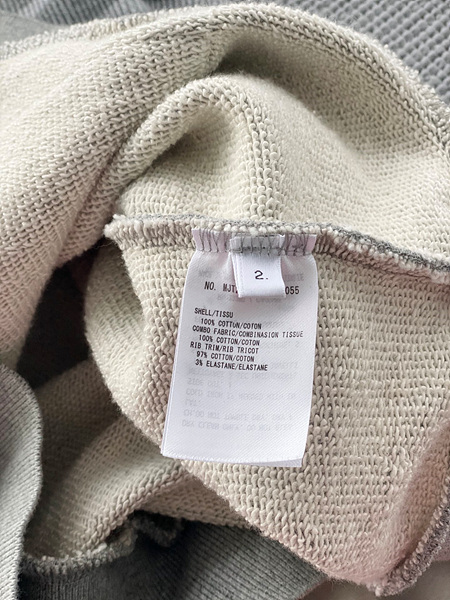 2.
NO. MJT 055
SHELL/TISSU
100% COTTON/COTON
COMBO FABRIC/COMBINASION TISSUE
100% COTTON/COTON
RIB TRIM/RIB TRICOT
97% COTTON/COTON
3% ELASTANE/ELASTANE